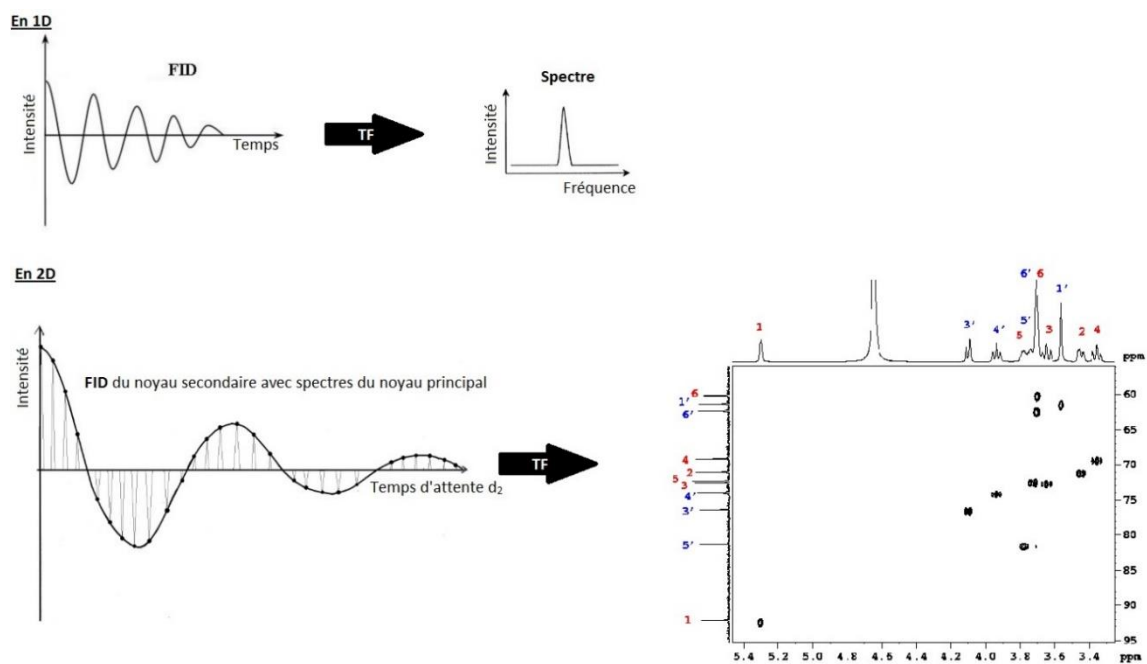 En 1D
FID
Intensité
Temps
TF
Spectre
Intensité
Fréquence
En 2D
Intensité
FID du noyau secondaire avec spectres du noyau principal
Temps d'attente d₂
TF
6' 6
1'
1
3'
4'
5'
5
3
2
4
ppm
6
1'
6'
4
2
5
3
4'
3'
5'
1
60
65
70
75
80
85
90
95
5.4 5.2 5.0 4.8 4.6 4.4 4.2 4.0 3.8 3.6 3.4 ppm